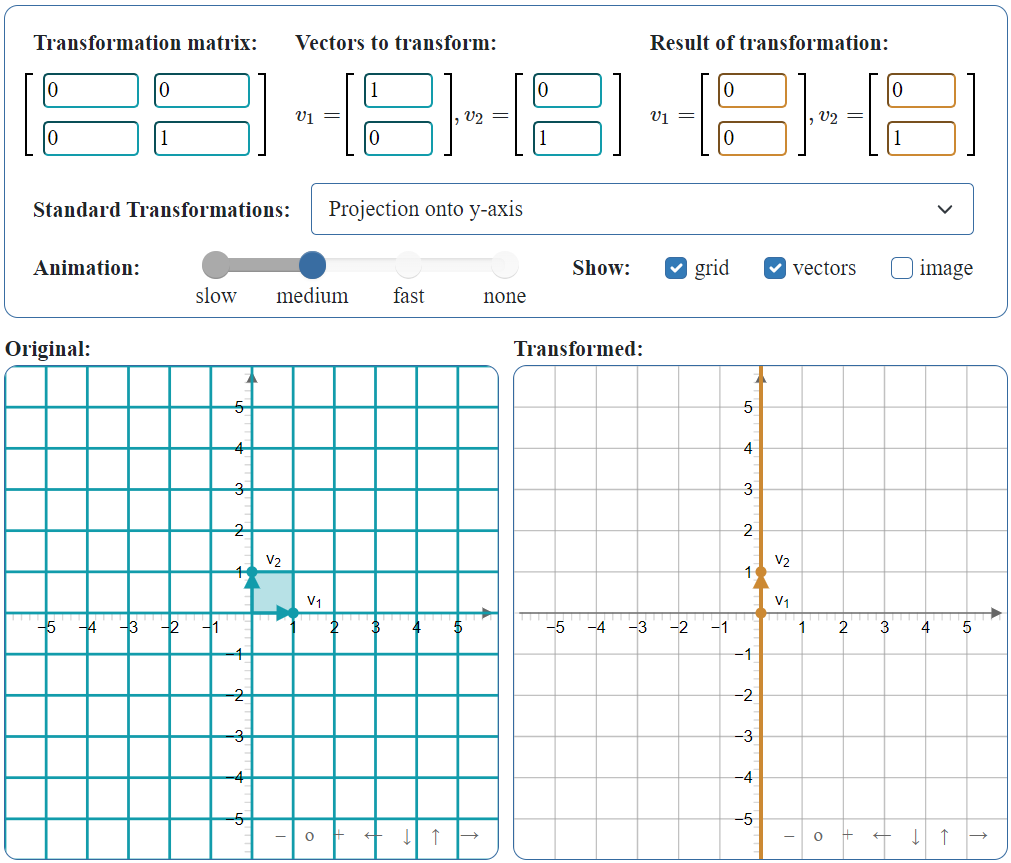 Transformation matrix: Vectors to transform: Result of transformation:
0 0 1 0 0 0
v₁ = , v₂ = v₁ = , v₂ =
0 1 0 1 0 1
Standard Transformations: Projection onto y-axis
Animation: Show: grid vectors image
slow medium fast none
Original: Transformed:
5 5
4 4
3 3
2 2
v₂ v₂
1 1
v₁ v₁
−5 −4 −3 −2 −1 1 2 3 4 5 −5 −4 −3 −2 −1 1 2 3 4 5
−1 −1
−2 −2
−3 −3
−4 −4
−5 −5
− o + ← ↓ ↑ → − o + ← ↓ ↑ →